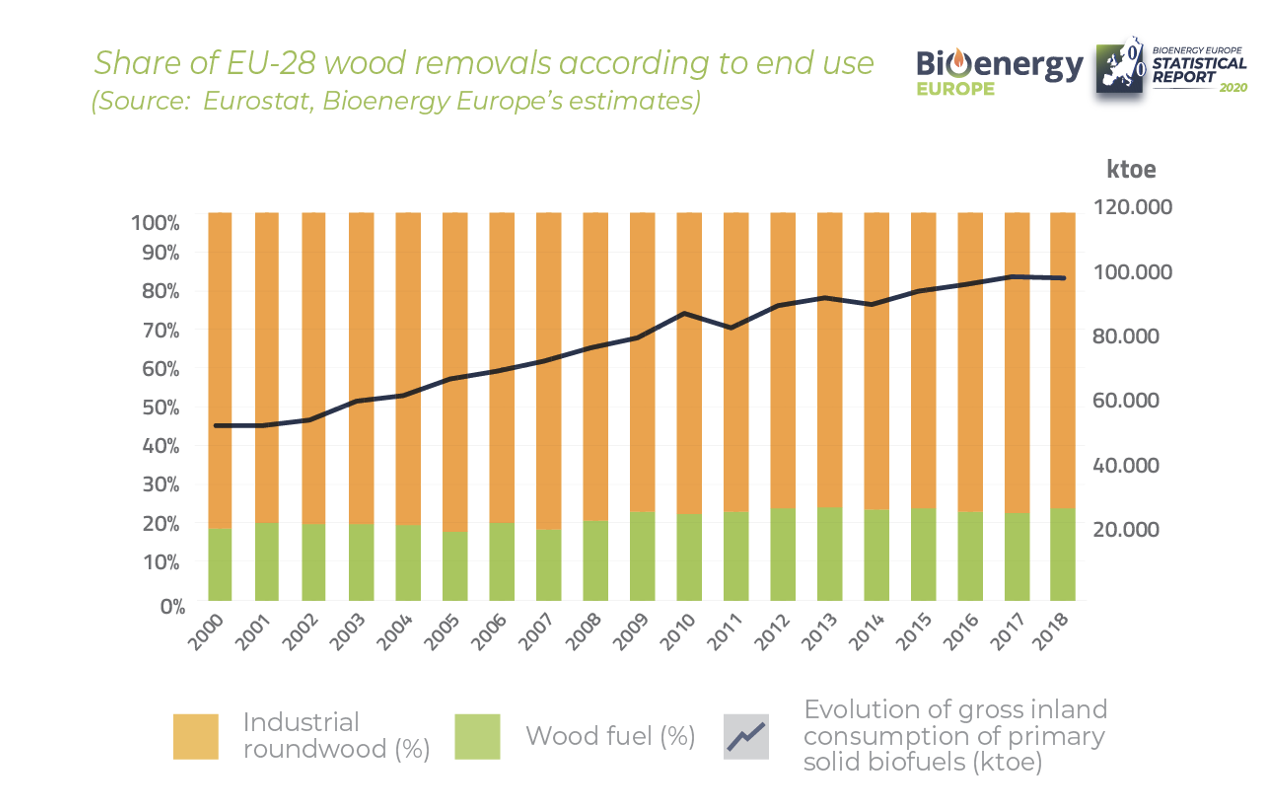 Share of EU-28 wood removals according to end use
(Source: Eurostat, Bioenergy Europe's estimates)
Bioenergy
EUROPE
BIOENERGY EUROPE
STATISTICAL
REPORT
2020
ktoe
100%
90%
80%
70%
60%
50%
40%
30%
20%
10%
0%
120.000
100.000
80.000
60.000
40.000
20.000
2000
2001
2002
2003
2004
2005
2006
2007
2008
2009
2010
2011
2012
2013
2014
2015
2016
2017
2018
Industrial
roundwood (%)
Wood fuel (%)
Evolution of gross inland
consumption of primary
solid biofuels (ktoe)